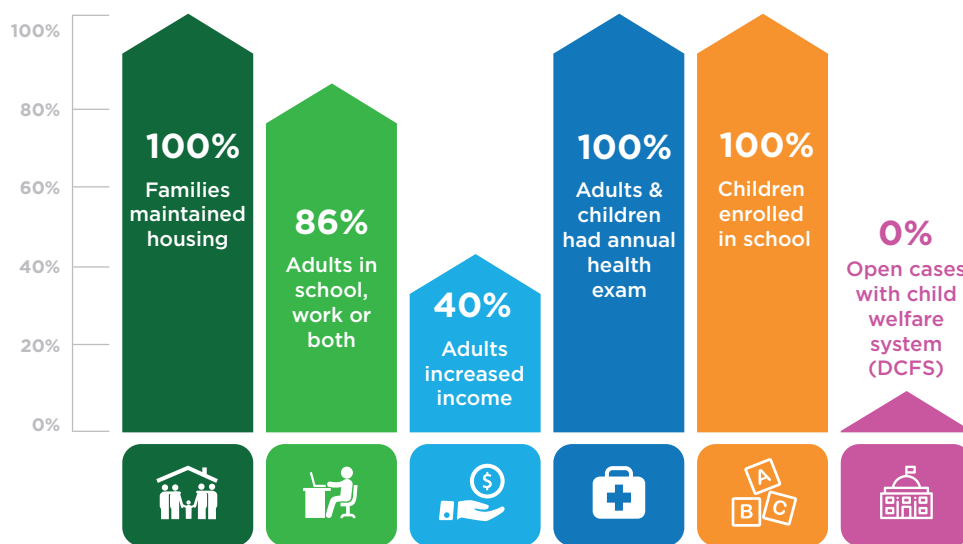 100%
80%
60%
40%
20%
0%
100%
Families
maintained
housing
86%
Adults in
school,
work or
both
40%
Adults
increased
income
100%
Adults &
children
had annual
health
exam
100%
Children
enrolled
in school
0%
Open cases
with child
welfare
system
(DCFS)
$
A
B
C